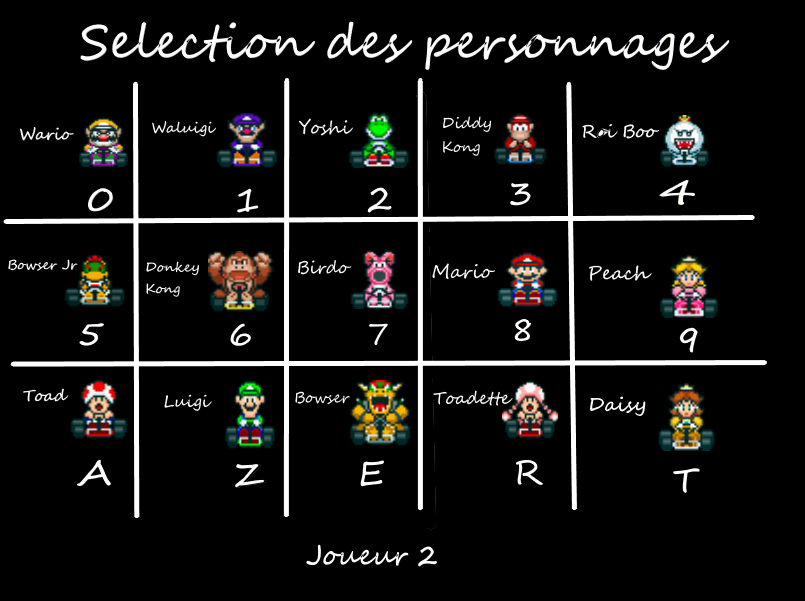 Selection des personnages
Wario
0
Waluigi
1
Yoshi
2
Diddy
Kong
3
Roi Boo
4
Bowser Jr
5
Donkey
Kong
6
Birdo
7
Mario
8
Peach
9
Toad
A
Luigi
Z
Bowser
E
Toadette
R
Daisy
T
Joueur 2